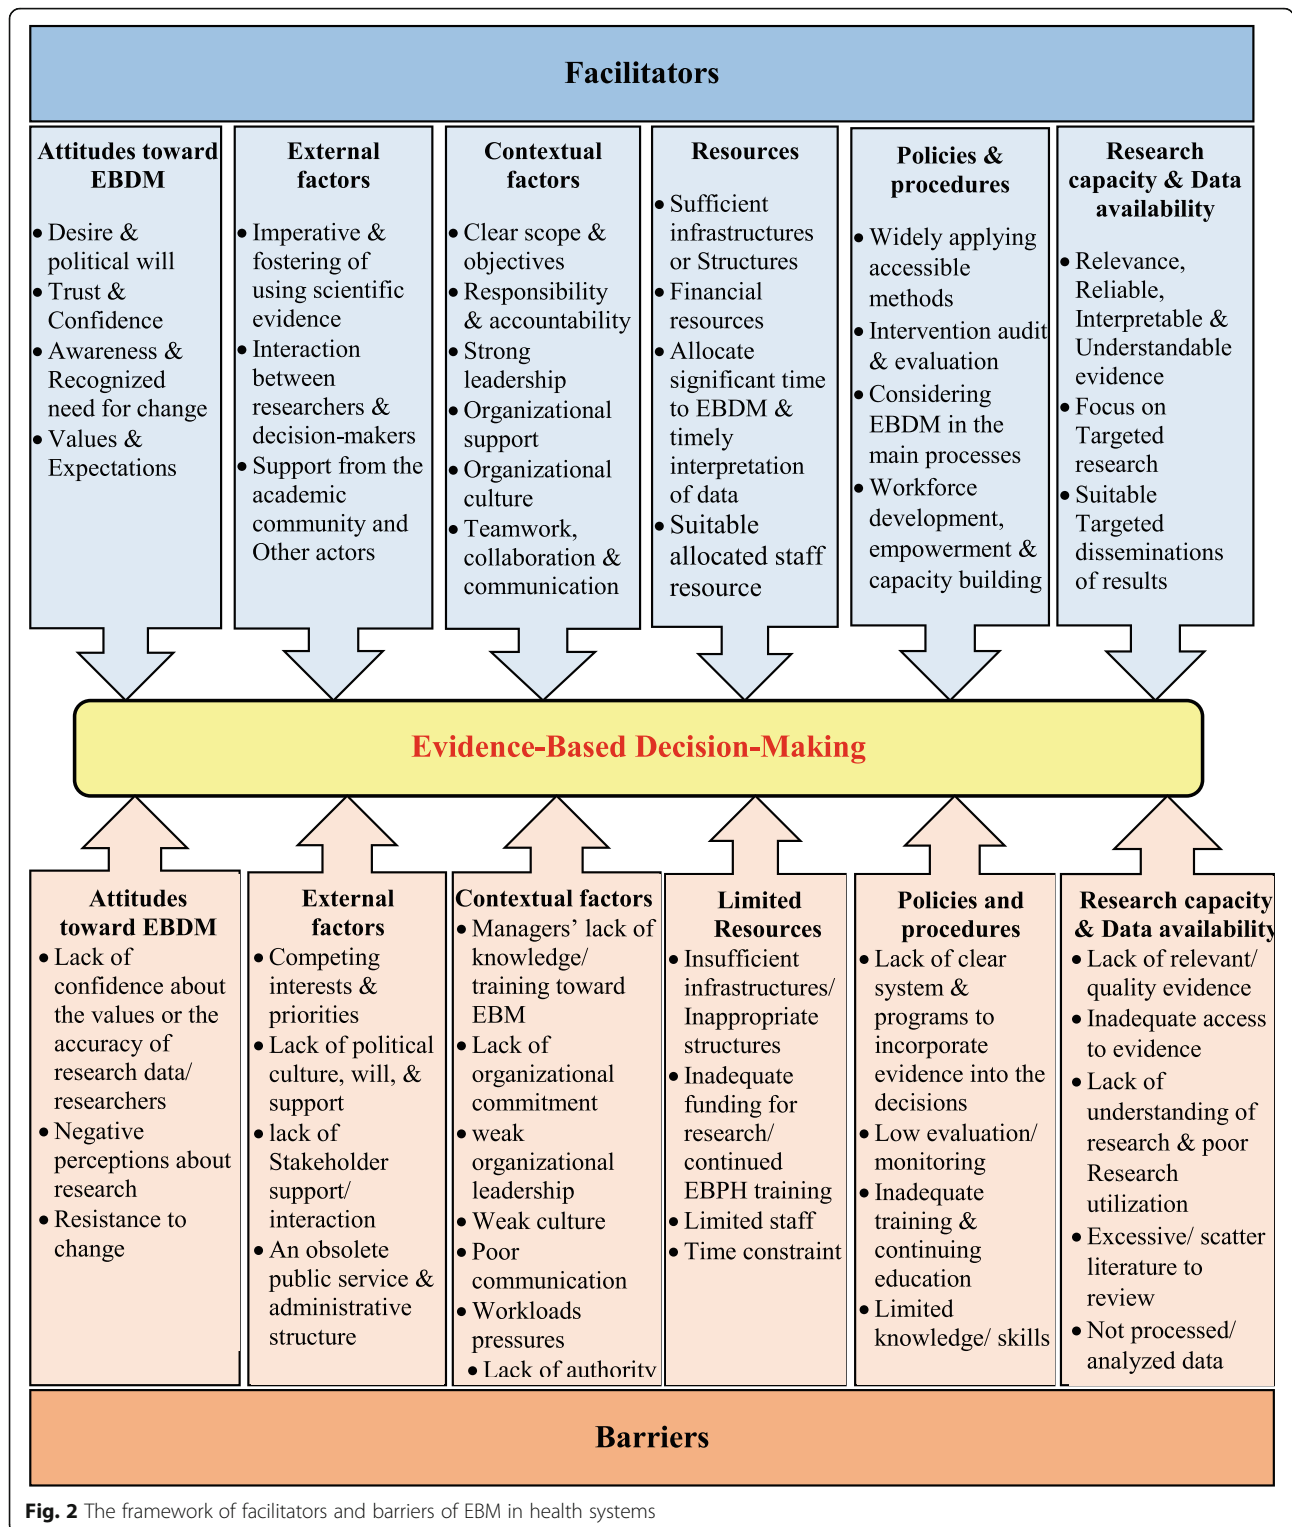 Facilitators
Attitudes toward
EBDM
• Desire &
political will
• Trust &
Confidence
• Awareness &
Recognized
need for change
• Values &
Expectations
External
factors
• Imperative &
fostering of
using scientific
evidence
• Interaction
between
researchers &
decision-makers
• Support from the
academic
community and
Other actors
Contextual
factors
• Clear scope &
objectives
• Responsibility
& accountability
• Strong
leadership
• Organizational
support
• Organizational
culture
• Teamwork,
collaboration &
communication
Resources
• Sufficient
infrastructures
or Structures
• Financial
resources
• Allocate
significant time
to EBDM &
timely
interpretation
of data
• Suitable
allocated staff
resource
Policies &
procedures
• Widely applying
accessible
methods
• Intervention audit
& evaluation
• Considering
EBDM in the
main processes
• Workforce
development,
empowerment &
capacity building
Research
capacity & Data
availability
• Relevance,
Reliable,
Interpretable &
Understandable
evidence
• Focus on
Targeted
research
• Suitable
Targeted
disseminations
of results
Evidence-Based Decision-Making
Attitudes
toward EBDM
• Lack of
confidence about
the values or the
accuracy of
research data/
researchers
• Negative
perceptions about
research
• Resistance to
change
External
factors
• Competing
interests &
priorities
• Lack of political
culture, will, &
support
• lack of
Stakeholder
support/
interaction
• An obsolete
public service &
administrative
structure
Contextual factors
• Managers’ lack of
knowledge/
training toward
EBM
• Lack of
organizational
commitment
• weak
organizational
leadership
• Weak culture
• Poor
communication
• Workloads
pressures
• Lack of authority
Limited
Resources
• Insufficient
infrastructures/
Inappropriate
structures
• Inadequate
funding for
research/
continued
EBPH training
• Limited staff
• Time constraint
Policies and
procedures
• Lack of clear
system &
programs to
incorporate
evidence into the
decisions
• Low evaluation/
monitoring
• Inadequate
training &
continuing
education
• Limited
knowledge/ skills
Research capacity
& Data availability
• Lack of relevant/
quality evidence
• Inadequate access
to evidence
• Lack of
understanding of
research & poor
Research
utilization
• Excessive/ scatter
literature to
review
• Not processed/
analyzed data
Barriers
Fig. 2 The framework of facilitators and barriers of EBM in health systems